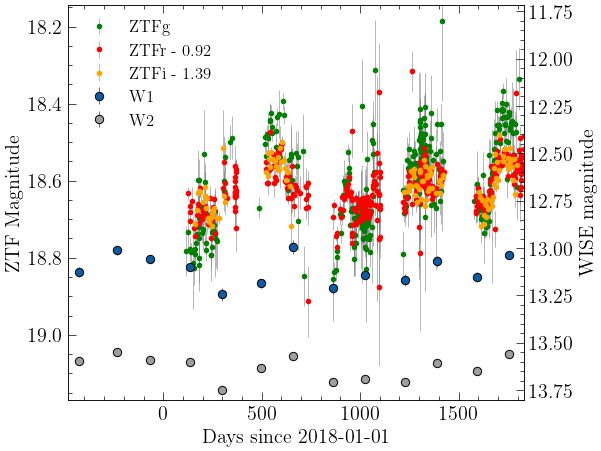 ZTFg
ZTFr - 0.92
ZTFi - 1.39
W1
W2
18.2
18.4
18.6
18.8
19.0
ZTF Magnitude
11.75
12.00
12.25
12.50
12.75
13.00
13.25
13.50
13.75
WISE magnitude
0
500
1000
1500
Days since 2018-01-01